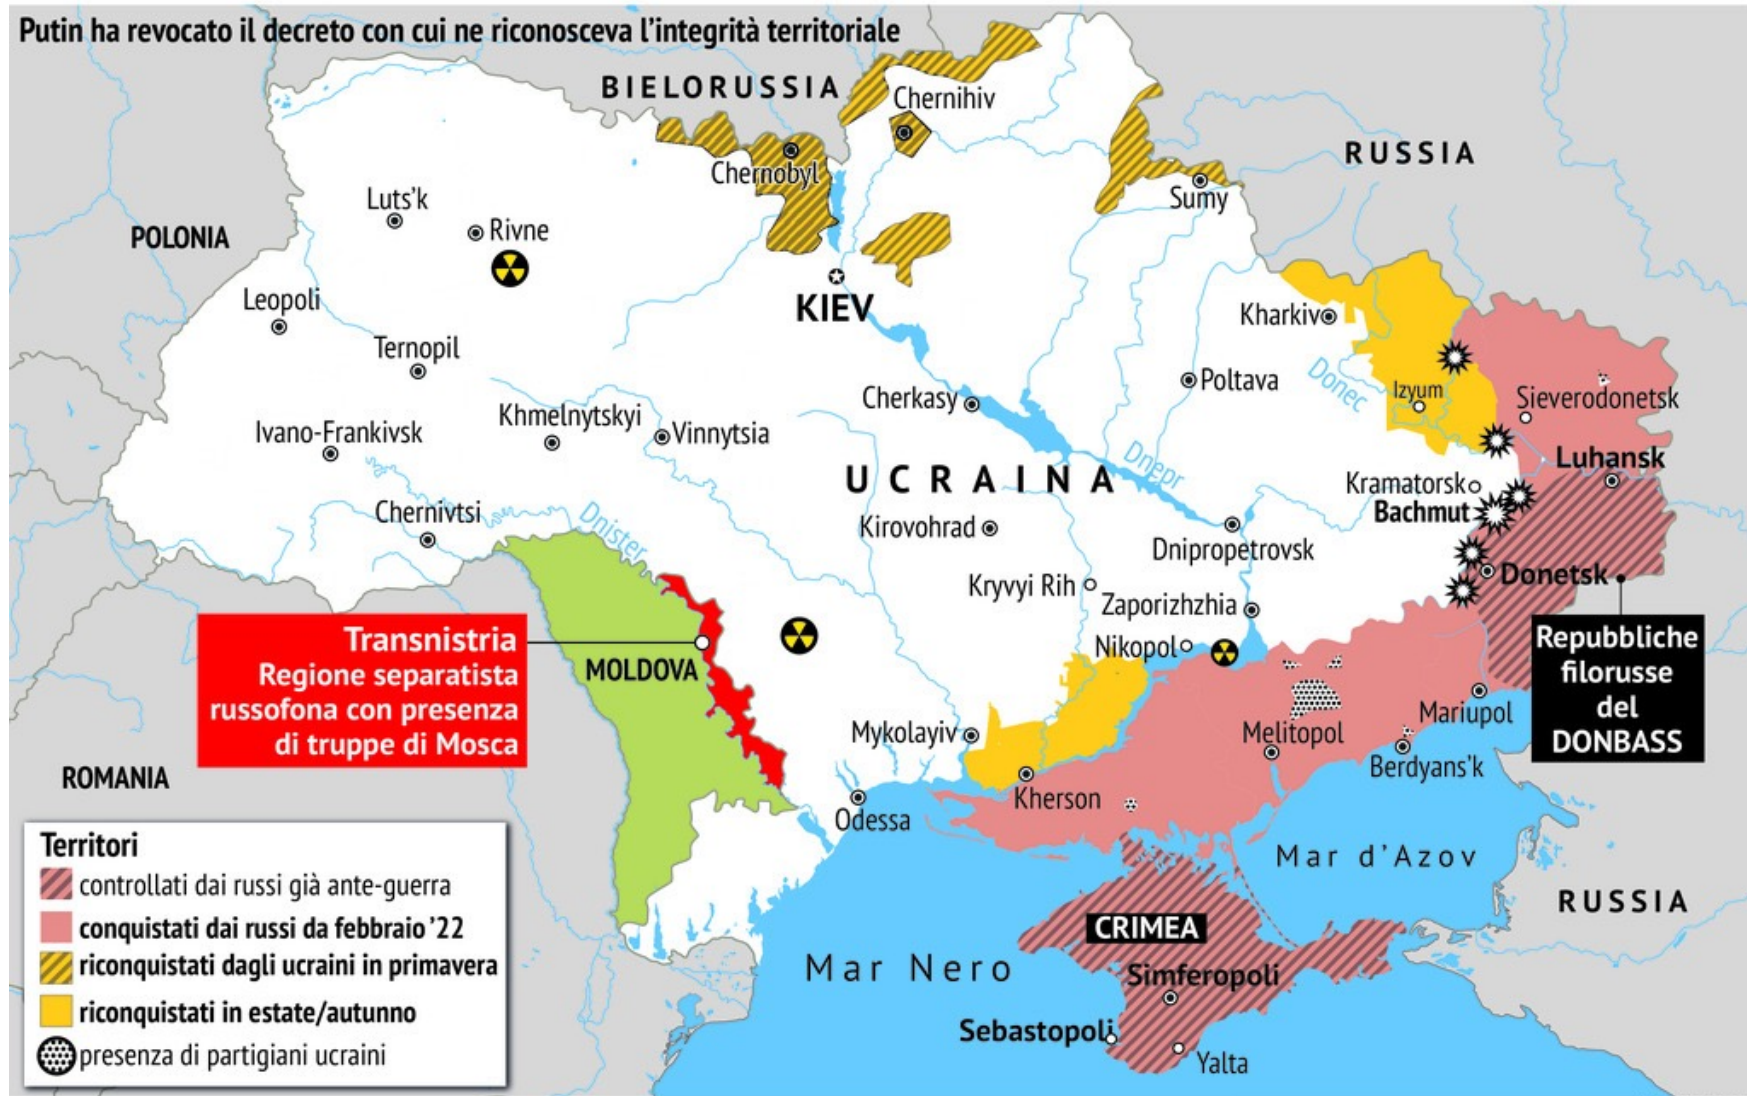 Putin ha revocato il decreto con cui ne riconosceva l'integrità territoriale
BIELORUSSIA
Chernihiv
RUSSIA
Chernobyl
Sumy
Luts'k
Rivne
POLONIA
Leopoli
KIEV
Kharkiv
Ternopil
Poltava
Donec
Izyum
Cherkasy
Sieverodonetsk
Khmelnytskyi
Vinnytsia
Ivano-Frankivsk
Dnepr
Luhansk
UCRAINA
Kramatorsk
Bachmut
Chernivtsi
Dnister
Kirovohrad
Dnipropetrovsk
Donetsk
Kryvyi Rih
Zaporizhzhia
Nikopol
Transnistria
Regione separatista
russofona con presenza
di truppe di Mosca
MOLDOVA
Repubbliche
filorusse
del
DONBASS
Mariupol
Mykolayiv
Melitopol
Berdyans'k
ROMANIA
Kherson
Odessa
Mar d'Azov
RUSSIA
CRIMEA
Mar Nero
Simferopoli
Sebastopoli
Yalta
Territori
controllati dai russi già ante-guerra
conquistati dai russi da febbraio '22
riconquistati dagli ucraini in primavera
riconquistati in estate/autunno
presenza di partigiani ucraini